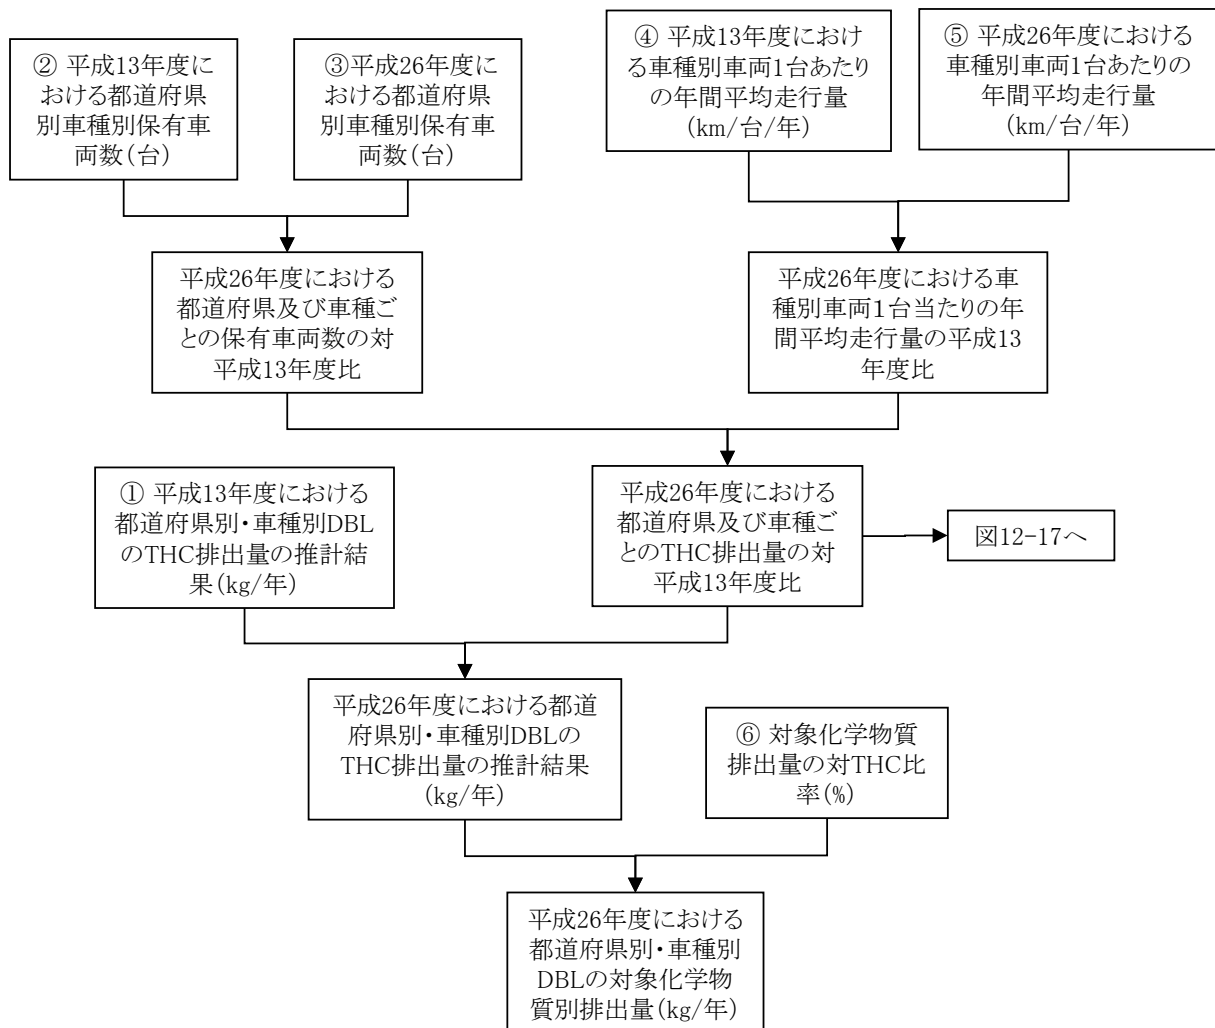 ② 平成13年度に
おける都道府県
別車種別保有車
両数(台)
③平成26年度に
おける都道府県
別車種別保有車
両数(台)
④ 平成13年度におけ
る車種別車両1台あたり
の年間平均走行量
(km/台/年)
⑤ 平成26年度における
車種別車両1台あたりの
年間平均走行量
(km/台/年)
平成26年度における
都道府県及び車種ご
との保有車両数の対
平成13年度比
平成26年度における車
種別車両1台当たりの年
間平均走行量の平成13
年度比
① 平成13年度における
都道府県別・車種別DBL
のTHC排出量の推計結
果(kg/年)
平成26年度における
都道府県及び車種ご
とのTHC排出量の対
平成13年度比
図12-17へ
平成26年度における都道
府県別・車種別DBLの
THC排出量の推計結果
(kg/年)
⑥ 対象化学物質
排出量の対THC比
率(%)
平成26年度における
都道府県別・車種別
DBLの対象化学物
質別排出量(kg/年)